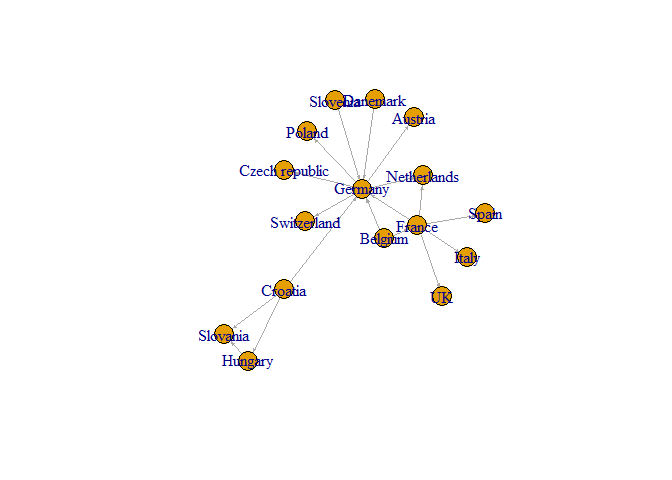 Slovenia
Danemark
Austria
Poland
Czech republic
Netherlands
Germany
Switzerland
Spain
France
Belgium
Italy
Croatia
UK
Slovania
Hungary